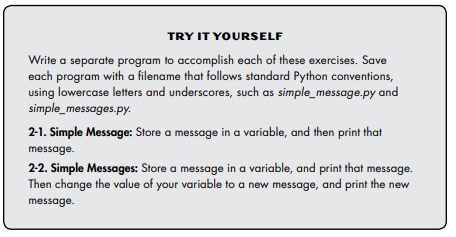 TRY IT YOURSELF
Write a separate program to accomplish each of these exercises. Save
each program with a filename that follows standard Python conventions,
using lowercase letters and underscores, such as simple_message.py and
simple_messages.py.
2-1. Simple Message: Store a message in a variable, and then print that
message.
2-2. Simple Messages: Store a message in a variable, and print that message.
Then change the value of your variable to a new message, and print the new
message.